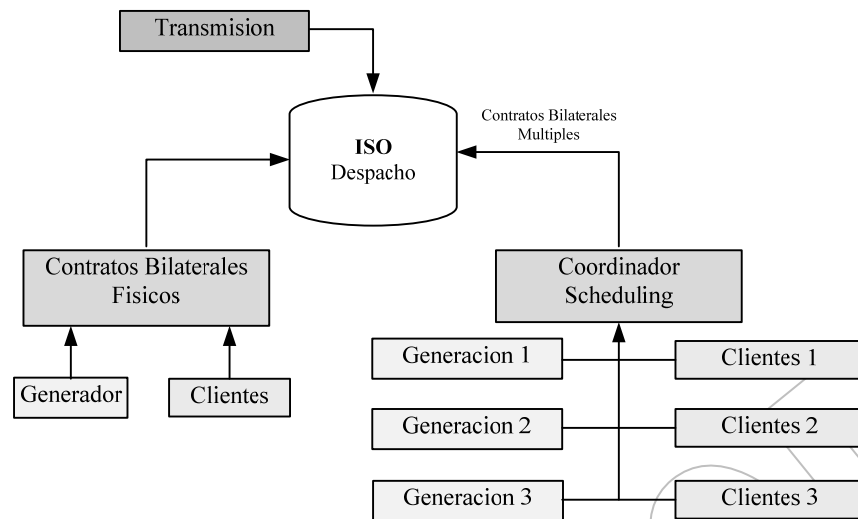 Transmision
Contratos Bilaterales
Multiples
ISO
Despacho
Contratos Bilaterales
Fisicos
Coordinador
Scheduling
Generador
Clientes
Generacion 1
Clientes 1
Generacion 2
Clientes 2
Generacion 3
Clientes 3